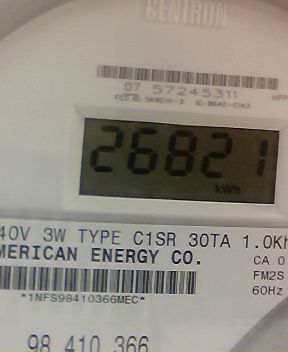 CENTRON
07 57245311
26821
kWh
40V 3W TYPE C1SR 30TA 1.0Kh
MERICAN ENERGY CO.
CA 0
FM2S
60Hz
*1NFS98410366MEC*
98 410 366